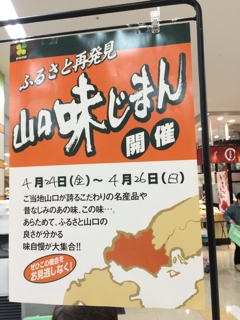 ふるさと再発見
山口味じまん
開催
4月24日(金)～4月26日(日)
ご当地山口が誇るこだわりの名産品や
昔なじみのあの味、この味…。
あらためて、ふるさと山口の
良さが分かる
味自慢が大集合!!
ぜひこの機会を
お見逃しなく!